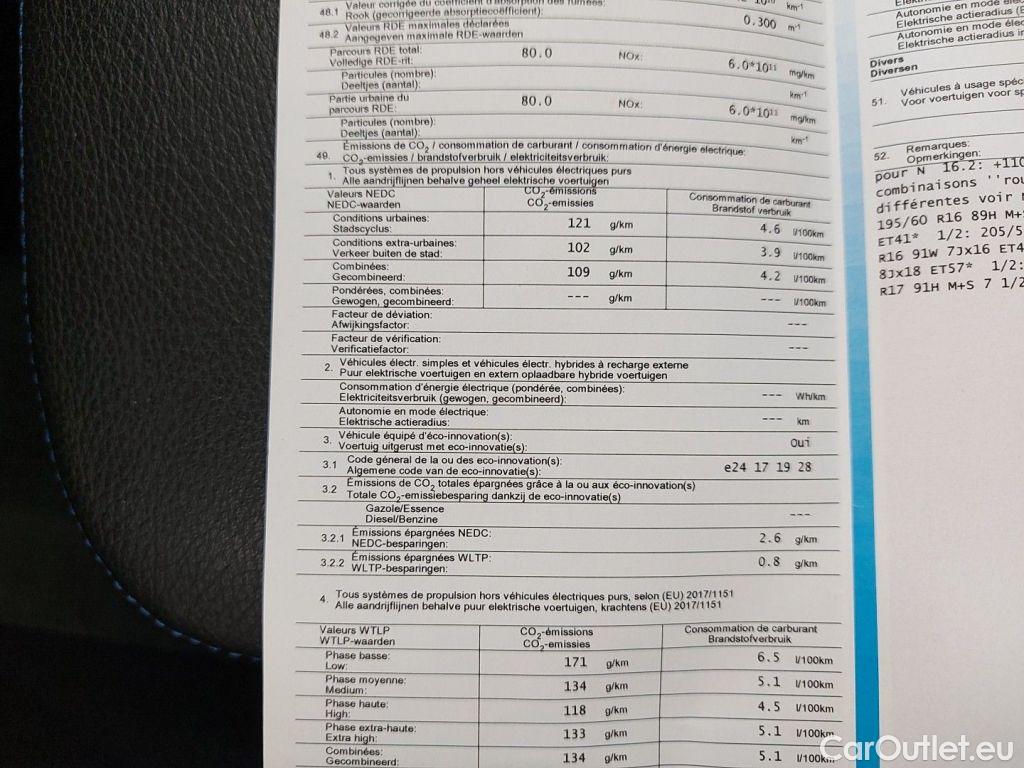 48.1 Valeur corrigée du coefficient d'absorption des fumées:
Rook (gecorrigeerde absorptiecoëfficiënt): km-1
48.2 Valeurs RDE maximales déclarées 0.300 m-1
Aangegeven maximale RDE-waarden
Parcours RDE total: 80.0 NOx: 6.0*10¹¹ mg/km
Volledige RDE-rit:
Particules (nombre): km-1
Deeltjes (aantal):
Partie urbaine du 80.0 NOx: 6.0*10¹¹ mg/km
parcours RDE:
Particules (nombre): km-1
Deeltjes (aantal):
49. Émissions de CO2 / consommation de carburant / consommation d'énergie electrique:
CO2-emissies / brandstofverbruik / elektriciteitsverbruik:
1. Tous systèmes de propulsion hors véhicules électriques purs
Alle aandrijflijnen behalve geheel elektrische voertuigen
Valeurs NEDC CO2-émissions Consommation de carburant
NEDC-waarden CO2-emissies Brandstof verbruik
Conditions urbaines: 121 g/km 4.6 l/100km
Stadscyclus:
Conditions extra-urbaines: 102 g/km 3.9 l/100km
Verkeer buiten de stad:
Combinées: 109 g/km 4.2 l/100km
Gecombineerd:
Pondérées, combinées: --- g/km --- l/100km
Gewogen, gecombineerd:
Facteur de déviation: ---
Afwijkingsfactor:
Facteur de vérification: ---
Verificatiefactor:
2. Véhicules électr. simples et véhicules électr. hybrides à recharge externe
Puur elektrische voertuigen en extern oplaadbare hybride voertuigen
Consommation d'énergie électrique (pondérée, combinées): --- Wh/km
Elektriciteitsverbruik (gewogen, gecombineerd):
Autonomie en mode électrique: --- km
Elektrische actieradius:
3. Véhicule équipé d'éco-innovation(s): Oui
Voertuig uitgerust met eco-innovatie(s):
3.1 Code géneral de la ou des eco-innovation(s): e24 17 19 28
Algemene code van de eco-innovatie(s):
3.2 Émissions de CO2 totales épargnées grâce à la ou aux éco-innovation(s)
Totale CO2-emissiebesparing dankzij de eco-innovatie(s)
Gazole/Essence ---
Diesel/Benzine
3.2.1 Émissions épargnées NEDC: 2.6 g/km
NEDC-besparingen:
3.2.2 Émissions épargnées WLTP: 0.8 g/km
WLTP-besparingen:
4. Tous systèmes de propulsion hors véhicules électriques purs, selon (EU) 2017/1151
Alle aandrijflijnen behalve puur elektrische voertuigen, krachtens (EU) 2017/1151
Valeurs WTLP CO2-émissions Consommation de carburant
WTLP-waarden CO2-emissies Brandstofverbruik
Phase basse: 171 g/km 6.5 l/100km
Low:
Phase moyenne: 134 g/km 5.1 l/100km
Medium:
Phase haute: 118 g/km 4.5 l/100km
High:
Phase extra-haute: 133 g/km 5.1 l/100km
Extra high:
Combinées: 134 g/km 5.1 l/100km
Gecombineerd:
Autonomie en mode élec
Elektrische actieradius (E
Autonomie en mode élec
Elektrische actieradius in
Divers
Diversen
51. Véhicules à usage spéc
Voor voertuigen voor sp
52. Remarques:
Opmerkingen:
pour N 16.2: +110
combinaisons ''rou
différentes voir
195/60 R16 89H M+S
ET41* 1/2: 205/5
R16 91W 7Jx16 ET4
8Jx18 ET57* 1/2:
R17 91H M+S 7 1/2
CarOutlet.eu